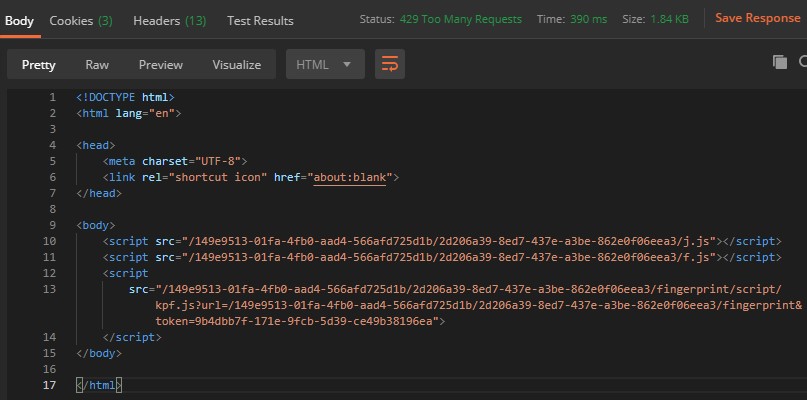 Body Cookies (3) Headers (13) Test Results Status: 429 Too Many Requests Time: 390 ms Size: 1.84 KB Save Response
Pretty Raw Preview Visualize HTML
1 <!DOCTYPE html>
2 <html lang="en">
3
4 <head>
5 <meta charset="UTF-8">
6 <link rel="shortcut icon" href="about:blank">
7 </head>
8
9 <body>
10 <script src="/149e9513-01fa-4fb0-aad4-566afd725d1b/2d206a39-8ed7-437e-a3be-862e0f06eea3/j.js"></script>
11 <script src="/149e9513-01fa-4fb0-aad4-566afd725d1b/2d206a39-8ed7-437e-a3be-862e0f06eea3/f.js"></script>
12 <script
13 src="/149e9513-01fa-4fb0-aad4-566afd725d1b/2d206a39-8ed7-437e-a3be-862e0f06eea3/fingerprint/script/
kpf.js?url=/149e9513-01fa-4fb0-aad4-566afd725d1b/2d206a39-8ed7-437e-a3be-862e0f06eea3/fingerprint&
token=9b4dbb7f-171e-9fcb-5d39-ce49b38196ea">
14 </script>
15 </body>
16
17 </html>